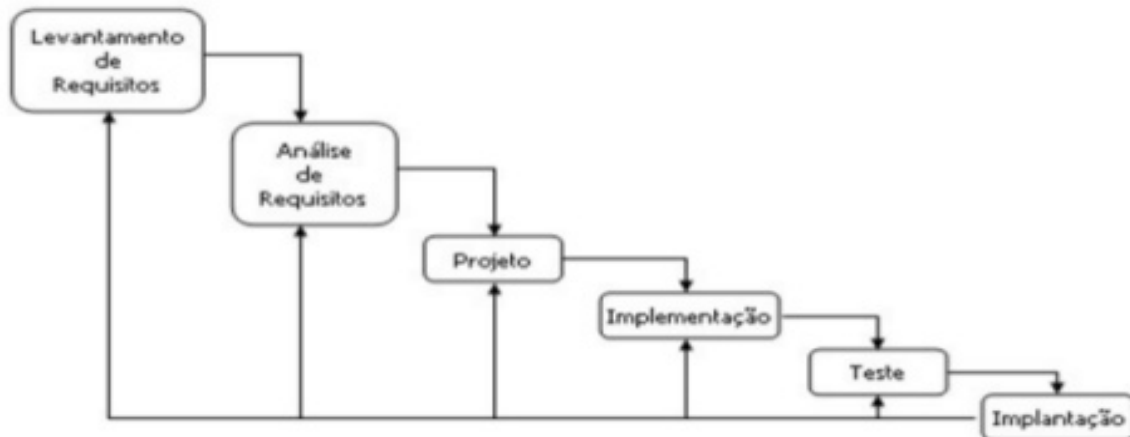 Levantamento
de
Requisitos
Análise
de
Requisitos
Projeto
Implementação
Teste
Implantação